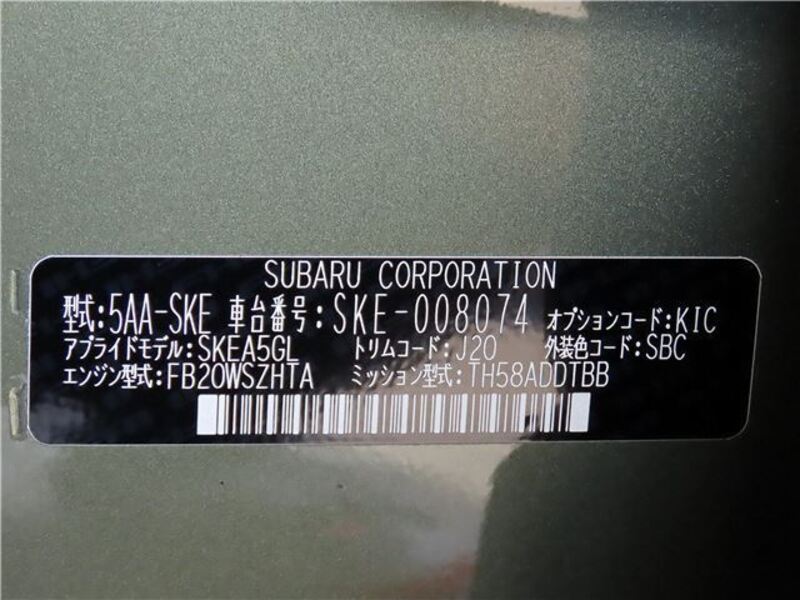 SUBARU CORPORATION
型式:5AA-SKE 車台番号:SKE-008074 オプションコード:KIC
アプライドモデル:SKEA5GL トリムコード:J20 外装色コード:SBC
エンジン型式:FB20WSZHTA ミッション型式:TH58ADDTBB